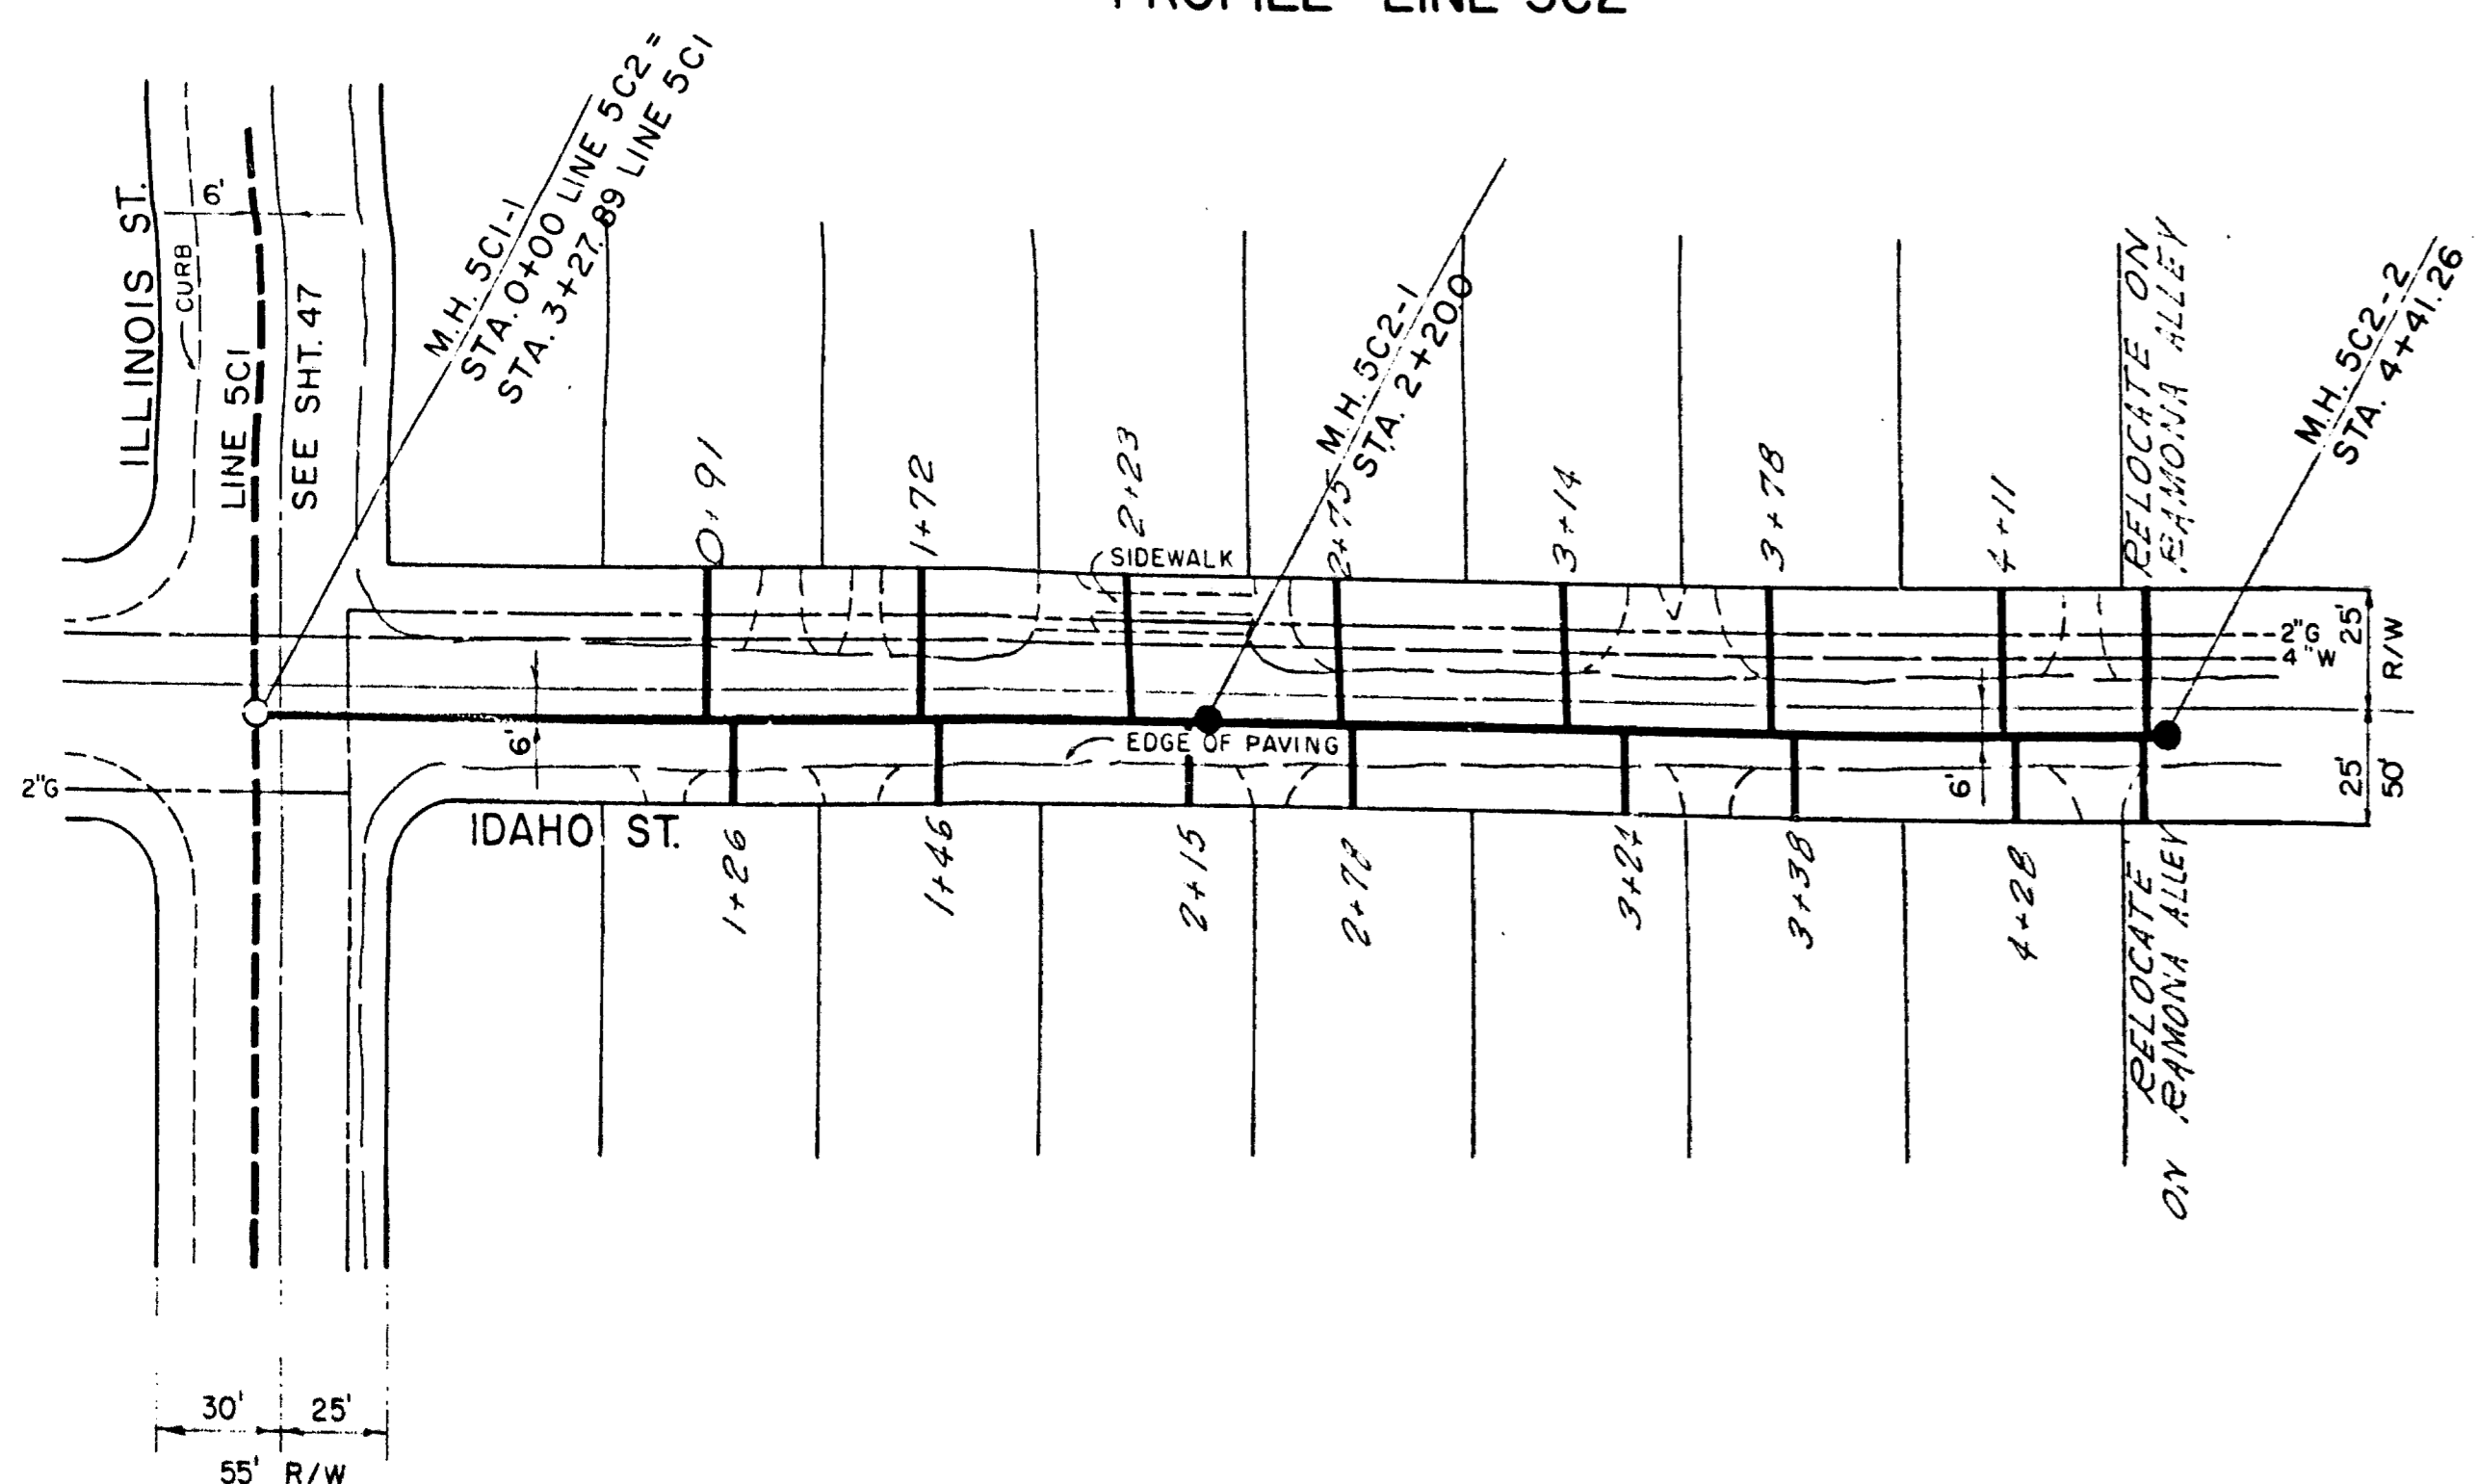 PROFILE LINE 5C2
M.H. 5C1-1
STA. 0+00 LINE 5C2 =
STA. 3+27.89 LINE 5C1
ILLINOIS ST.
CURB
6'
LINE 5C1
SEE SHT. 47
M.H. 5C2-1
STA. 2+20.0
M.H. 5C2-2
STA. 4+41.26
RELOCATE ON
RAMONA ALLEY
0+91
1+72
2+23
2+75
3+14
3+78
4+11
SIDEWALK
2"G
4"W
25'
R/W
6'
EDGE OF PAVING
6'
25'
50'
2"G
IDAHO ST.
1+26
1+46
2+15
2+78
3+24
3+38
4+28
RELOCATE
ON RAMONA ALLEY
30'
25'
55' R/W